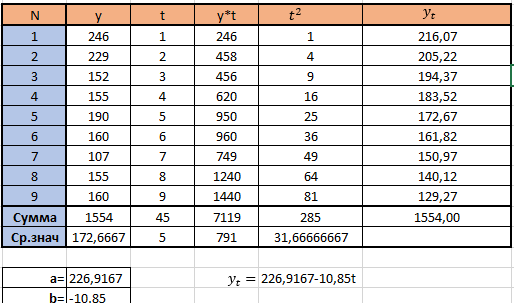 N y t y*t t² yₜ
1 246 1 246 1 216,07
2 229 2 458 4 205,22
3 152 3 456 9 194,37
4 155 4 620 16 183,52
5 190 5 950 25 172,67
6 160 6 960 36 161,82
7 107 7 749 49 150,97
8 155 8 1240 64 140,12
9 160 9 1440 81 129,27
Сумма 1554 45 7119 285 1554,00
Ср.знач 172,6667 5 791 31,66666667
a= 226,9167 yₜ = 226,9167-10,85t
b= -10,85